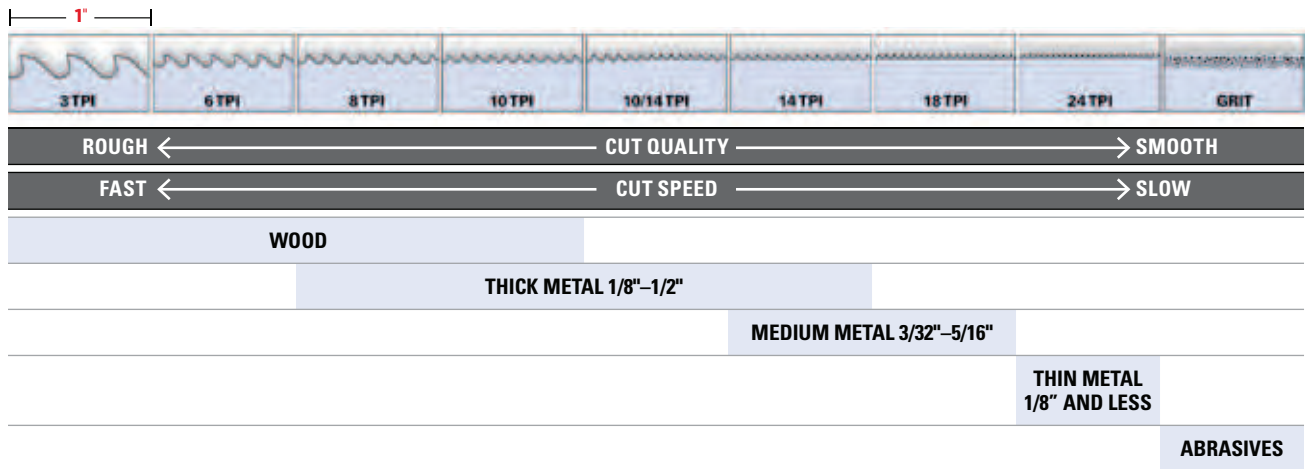 1"
3 TPI 6 TPI 8 TPI 10 TPI 10/14 TPI 14 TPI 18 TPI 24 TPI GRIT
ROUGH CUT QUALITY SMOOTH
FAST CUT SPEED SLOW
WOOD
THICK METAL 1/8"–1/2"
MEDIUM METAL 3/32"–5/16"
THIN METAL
1/8” AND LESS
ABRASIVES